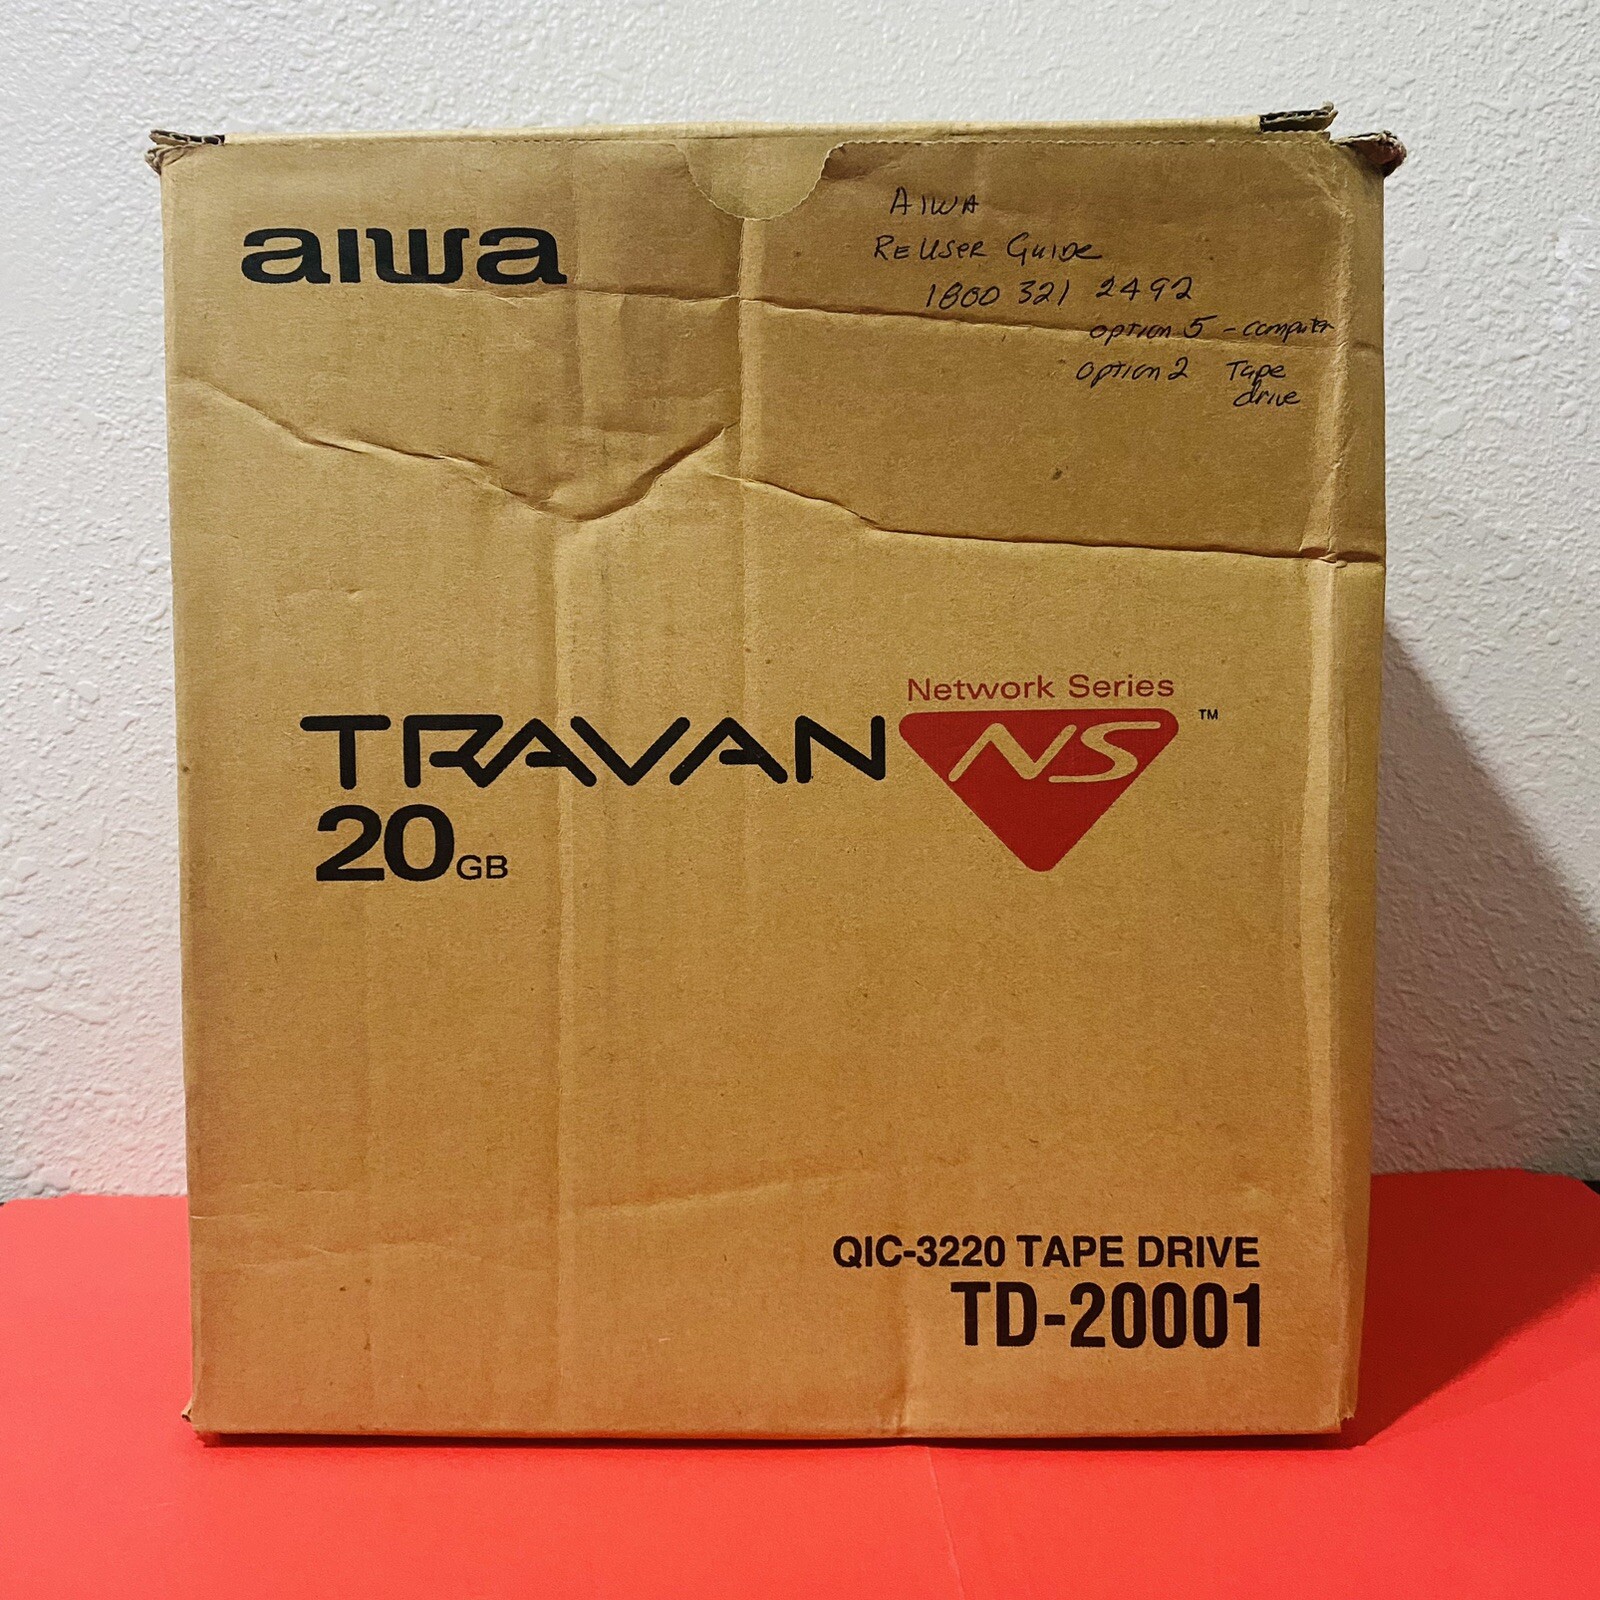 aiwa
AIWA
RE USER GUIDE
1800 321 2492
option 5 - computer
option 2 Tape
drive
Network Series
TRAVAN NS ™
20GB
QIC-3220 TAPE DRIVE
TD-20001